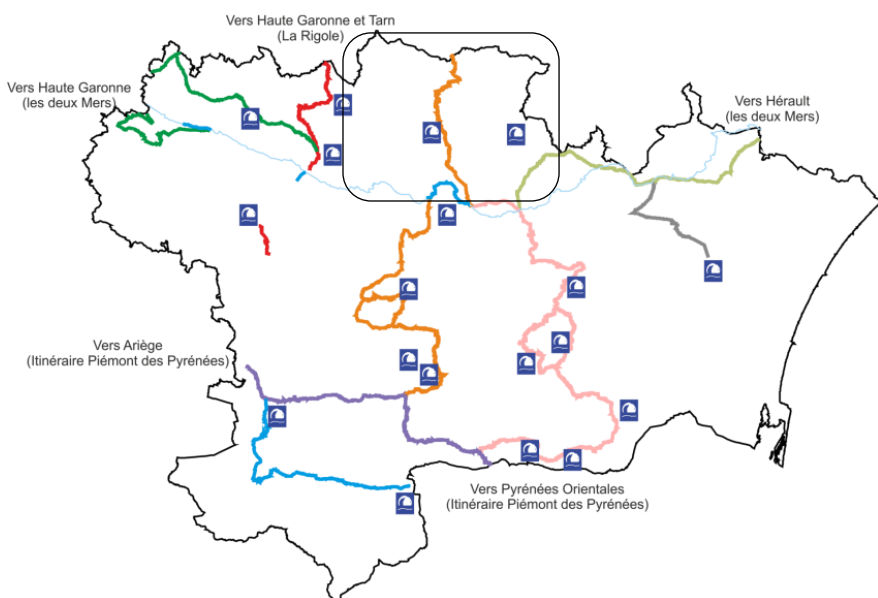 Vers Haute Garonne et Tarn
(La Rigole)
Vers Haute Garonne
(les deux Mers)
Vers Hérault
(les deux Mers)
Vers Ariège
(Itinéraire Piémont des Pyrénées)
Vers Pyrénées Orientales
(Itinéraire Piémont des Pyrénées)